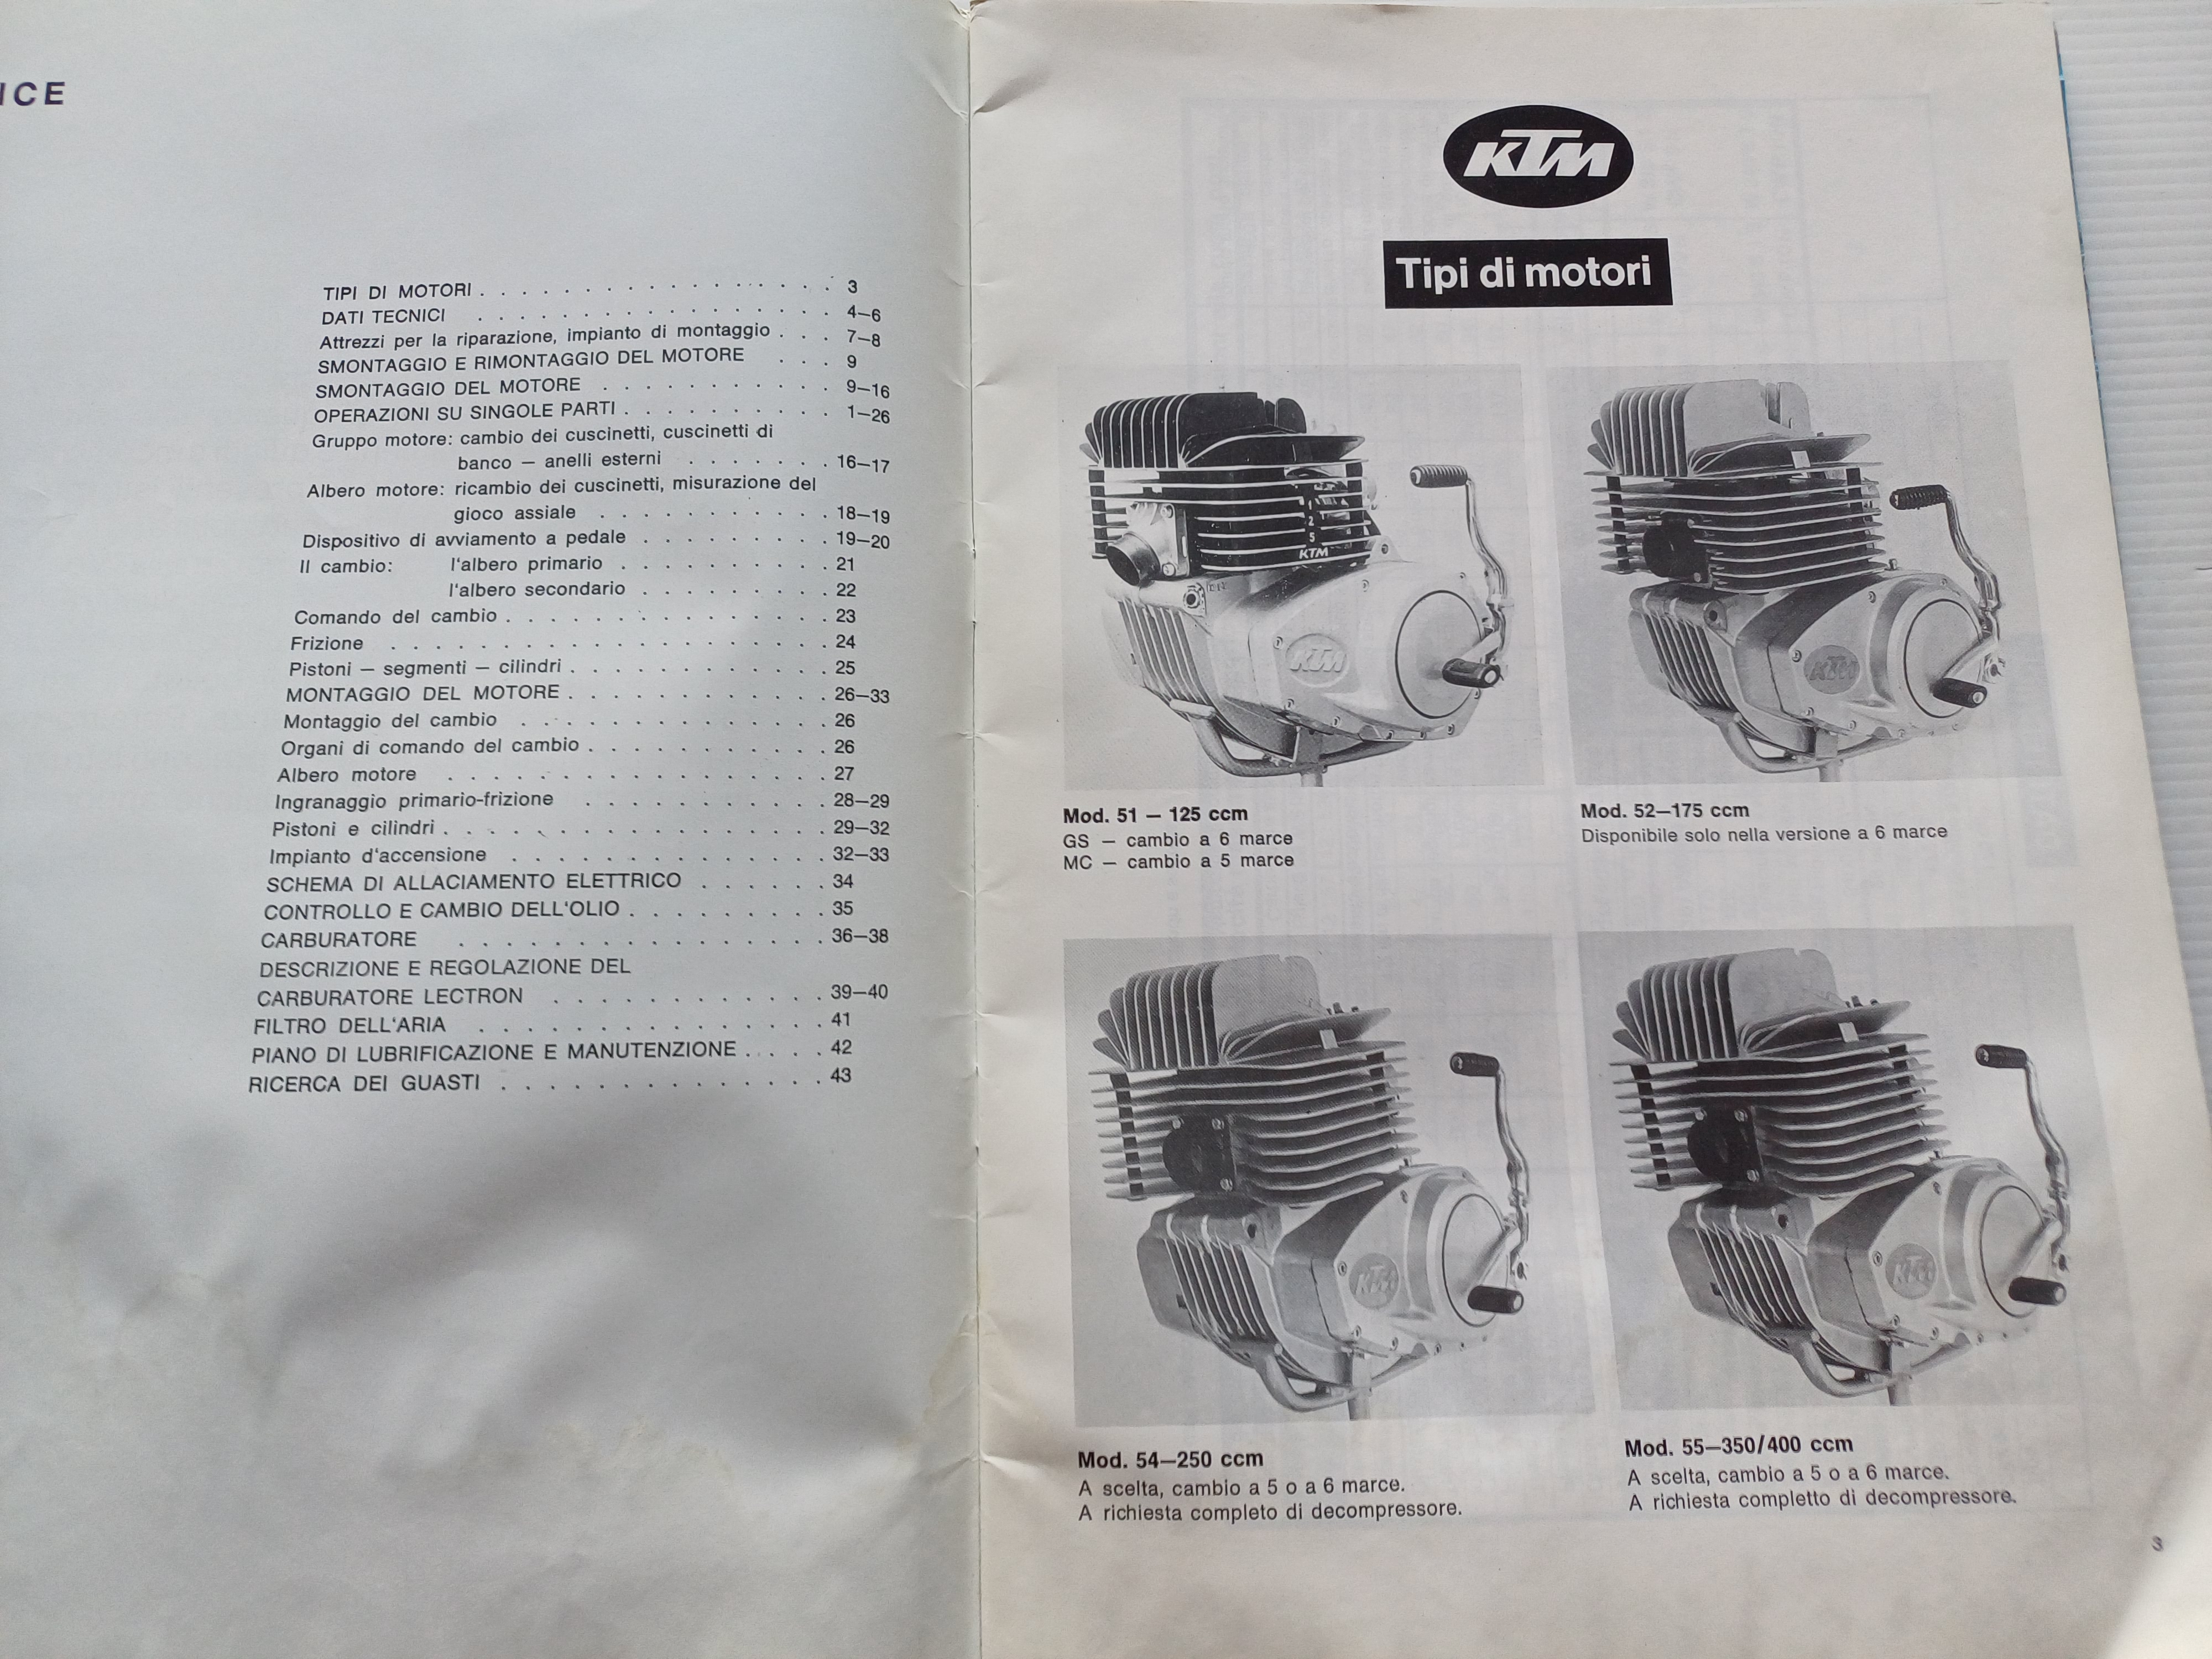 ICE
TIPI DI MOTORI . . . . . . . . . . . . . . . . . 3
DATI TECNICI . . . . . . . . . . . . . . . . . 4–6
Attrezzi per la riparazione, impianto di montaggio . . . 7–8
SMONTAGGIO E RIMONTAGGIO DEL MOTORE . . . 9
SMONTAGGIO DEL MOTORE . . . . . . . . . . . 9–16
OPERAZIONI SU SINGOLE PARTI . . . . . . . . . . 1–26
Gruppo motore: cambio dei cuscinetti, cuscinetti di
banco – anelli esterni . . . . . . . 16–17
Albero motore: ricambio dei cuscinetti, misurazione del
gioco assiale . . . . . . . . . . 18–19
Dispositivo di avviamento a pedale . . . . . . . . . 19–20
Il cambio: l'albero primario . . . . . . . . . . 21
l'albero secondario . . . . . . . . . 22
Comando del cambio . . . . . . . . . . . . . . . 23
Frizione . . . . . . . . . . . . . . . . . . . . 24
Pistoni – segmenti – cilindri . . . . . . . . . . . . 25
MONTAGGIO DEL MOTORE . . . . . . . . . . . . 26–33
Montaggio del cambio . . . . . . . . . . . . . . 26
Organi di comando del cambio . . . . . . . . . . . 26
Albero motore . . . . . . . . . . . . . . . . . 27
Ingranaggio primario-frizione . . . . . . . . . . . 28–29
Pistoni e cilindri . . . . . . . . . . . . . . . . . 29–32
Impianto d'accensione . . . . . . . . . . . . . . 32–33
SCHEMA DI ALLACIAMENTO ELETTRICO . . . . . . 34
CONTROLLO E CAMBIO DELL'OLIO . . . . . . . . . 35
CARBURATORE . . . . . . . . . . . . . . . . 36–38
DESCRIZIONE E REGOLAZIONE DEL
CARBURATORE LECTRON . . . . . . . . . . . . 39–40
FILTRO DELL'ARIA . . . . . . . . . . . . . . . 41
PIANO DI LUBRIFICAZIONE E MANUTENZIONE . . . . 42
RICERCA DEI GUASTI . . . . . . . . . . . . . . 43
KTM
Tipi di motori
1
2
5
KTM
KTM
KTM
Mod. 51 – 125 ccm
GS – cambio a 6 marce
MC – cambio a 5 marce
Mod. 52–175 ccm
Disponibile solo nella versione a 6 marce
KTM
KTM
Mod. 54–250 ccm
A scelta, cambio a 5 o a 6 marce.
A richiesta completo di decompressore.
Mod. 55–350/400 ccm
A scelta, cambio a 5 o a 6 marce.
A richiesta completto di decompressore.
3